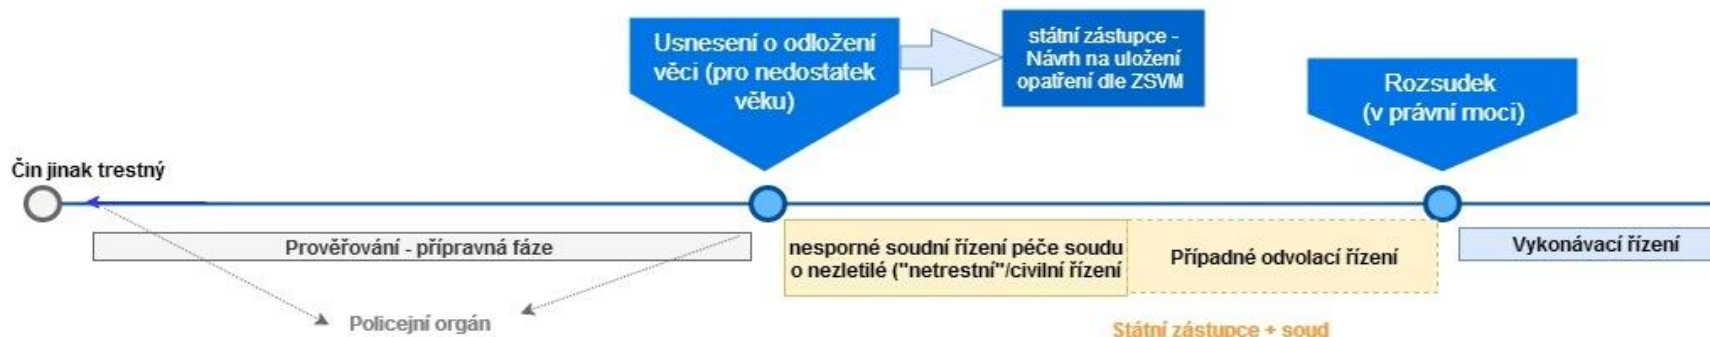 Usnesení o odložení
věci (pro nedostatek
věku)
státní zástupce -
Návrh na uložení
opatření dle ZSVM
Rozsudek
(v právní moci)
Čin jinak trestný
Prověřování - přípravná fáze
nesporné soudní řízení péče soudu
o nezletilé ("netrestní"/civilní řízení
Případné odvolací řízení
Vykonávací řízení
Policejní orgán
Státní zástupce + soud